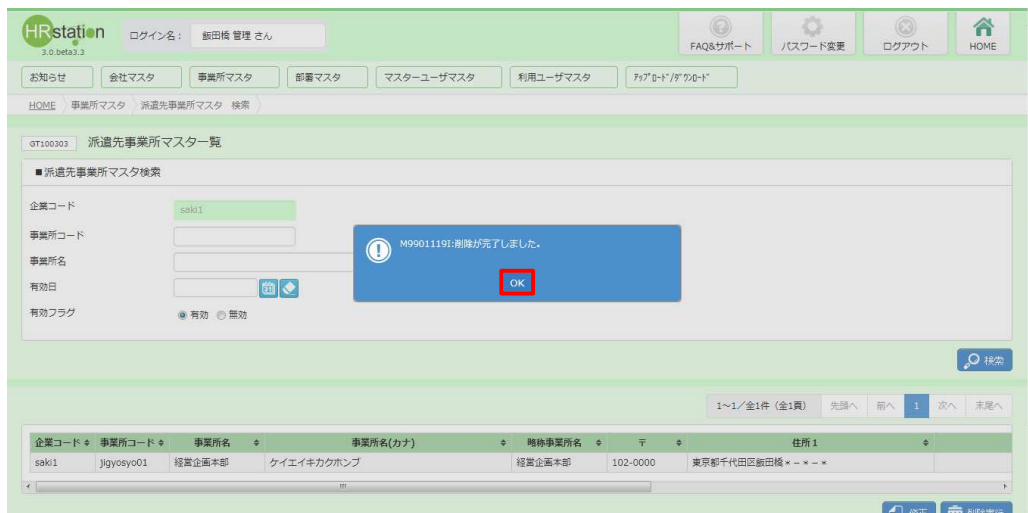 HRstation
3.0.beta3.3
ログイン名： 飯田橋 管理 さん
FAQ&サポート パスワード変更 ログアウト HOME
お知らせ 会社マスタ 事業所マスタ 部署マスタ マスターユーザマスタ 利用ユーザマスタ ｱｯﾌﾟﾛｰﾄﾞ/ﾀﾞｳﾝﾛｰﾄﾞ
HOME 事業所マスタ 派遣先事業所マスタ 検索
GT100303 派遣先事業所マスタ一覧
■派遣先事業所マスタ検索
企業コード saki1
事業所コード
M9901119I:削除が完了しました。
事業所名
OK
有効日
有効フラグ 有効 無効
検索
1～1／全1件（全1頁） 先頭へ 前へ 1 次へ 末尾へ
企業コード 事業所コード 事業所名 事業所名(カナ) 略称事業所名 〒 住所１
saki1 jigyosyo01 経営企画本部 ケイエイキカクホンブ 経営企画本部 102-0000 東京都千代田区飯田橋＊－＊－＊
修正 削除実行